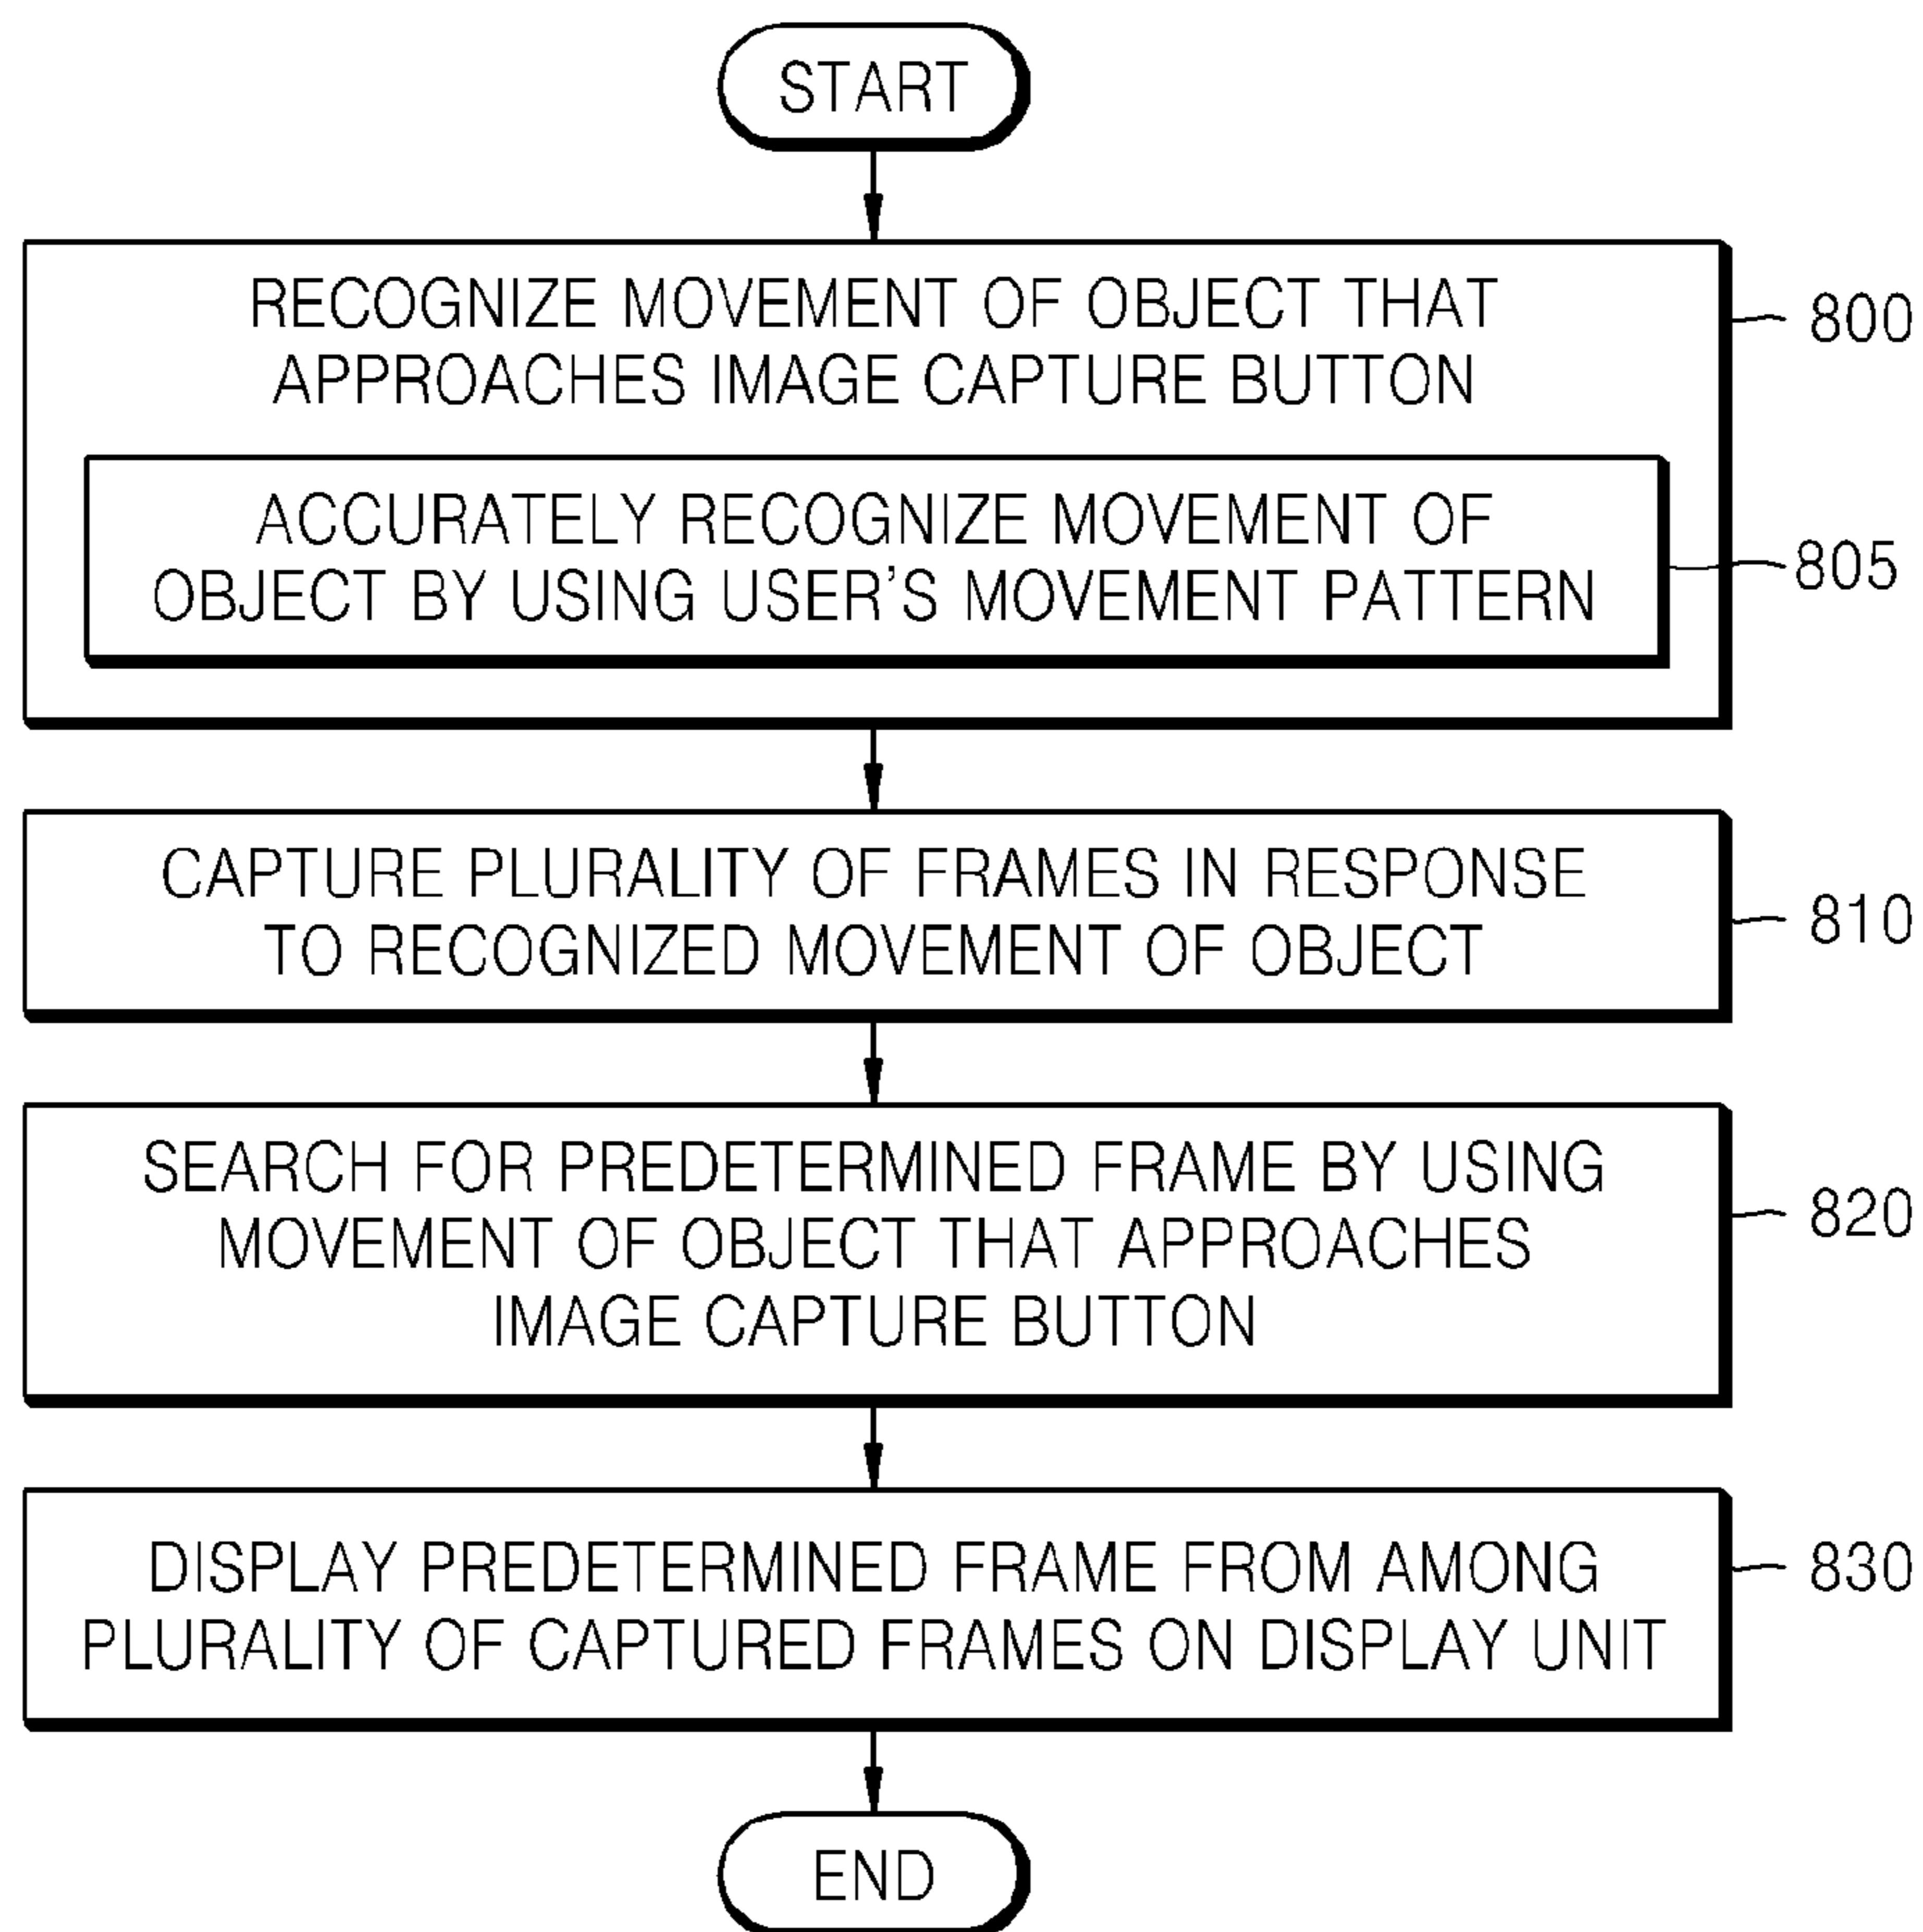 START
RECOGNIZE MOVEMENT OF OBJECT THAT
APPROACHES IMAGE CAPTURE BUTTON
800
ACCURATELY RECOGNIZE MOVEMENT OF
OBJECT BY USING USER'S MOVEMENT PATTERN
805
CAPTURE PLURALITY OF FRAMES IN RESPONSE
TO RECOGNIZED MOVEMENT OF OBJECT
810
SEARCH FOR PREDETERMINED FRAME BY USING
MOVEMENT OF OBJECT THAT APPROACHES
IMAGE CAPTURE BUTTON
820
DISPLAY PREDETERMINED FRAME FROM AMONG
PLURALITY OF CAPTURED FRAMES ON DISPLAY UNIT
830
END